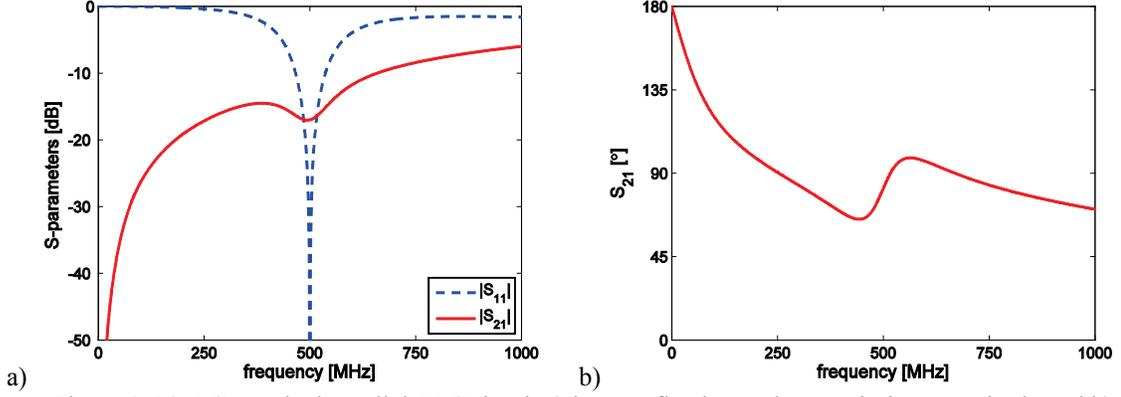 0
-10
-20
-30
-40
-50
S-parameters [dB]
|S11|
|S21|
0 250 500 750 1000
frequency [MHz]
a)
180
135
90
45
0
S21 [°]
0 250 500 750 1000
frequency [MHz]
b)